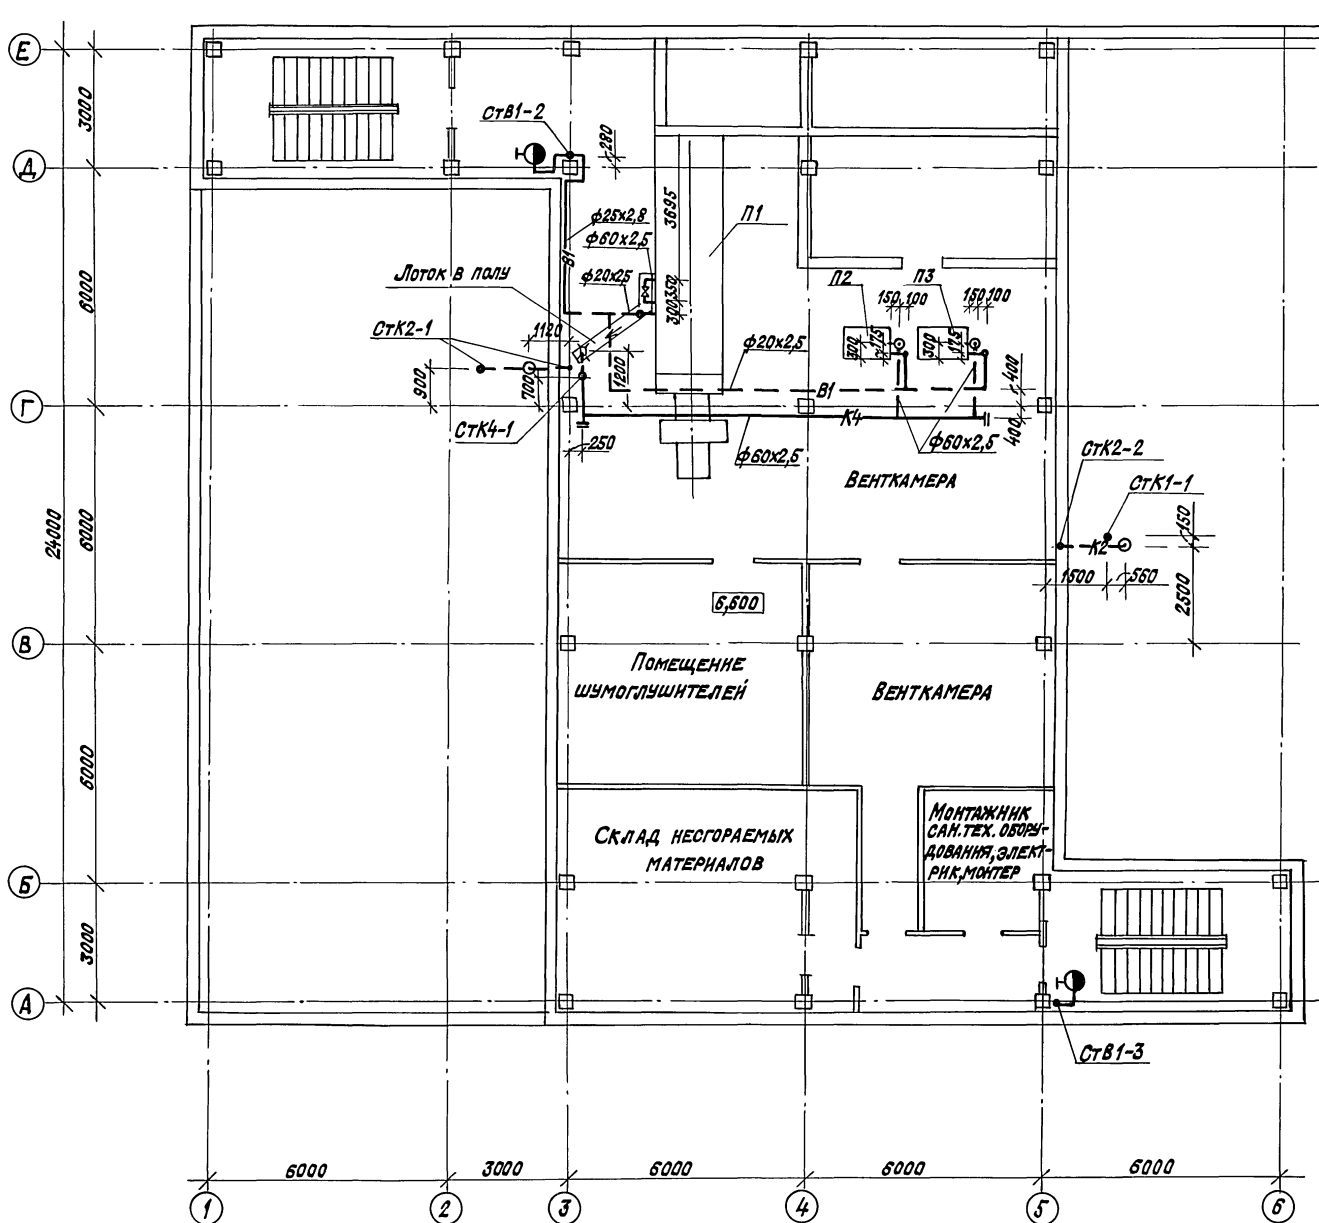 Е
3000
СтВ1-2
280
Д
3695
П1
ф25х2,8
ф60х2,5
В1
Лоток в полу
ф20х25
6000
П2
П3
150
100
150
100
350
300
СтК2-1
1120
300
175
300
175
ф20х2,5
900
700
1200
400
В1
Г
К4
400
СтК4-1
250
ф60х2,5
ф60х2,5
СтК2-2
Венткамера
СтК1-1
24000
6000
150
К2
1500
560
2500
6,600
В
Помещение
шумоглушителей
Венткамера
6000
Склад несгораемых
материалов
Монтажник
сан.тех. обору-
дования, элект-
рик, монтер
Б
3000
А
СтВ1-3
6000
3000
6000
6000
6000
1
2
3
4
5
6